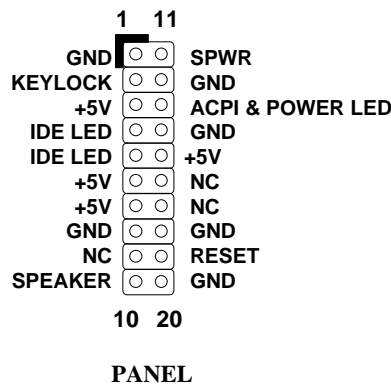 1 11
GND SPWR
KEYLOCK GND
+5V ACPI & POWER LED
IDE LED GND
IDE LED +5V
+5V NC
+5V NC
GND GND
NC RESET
SPEAKER GND
10 20
PANEL